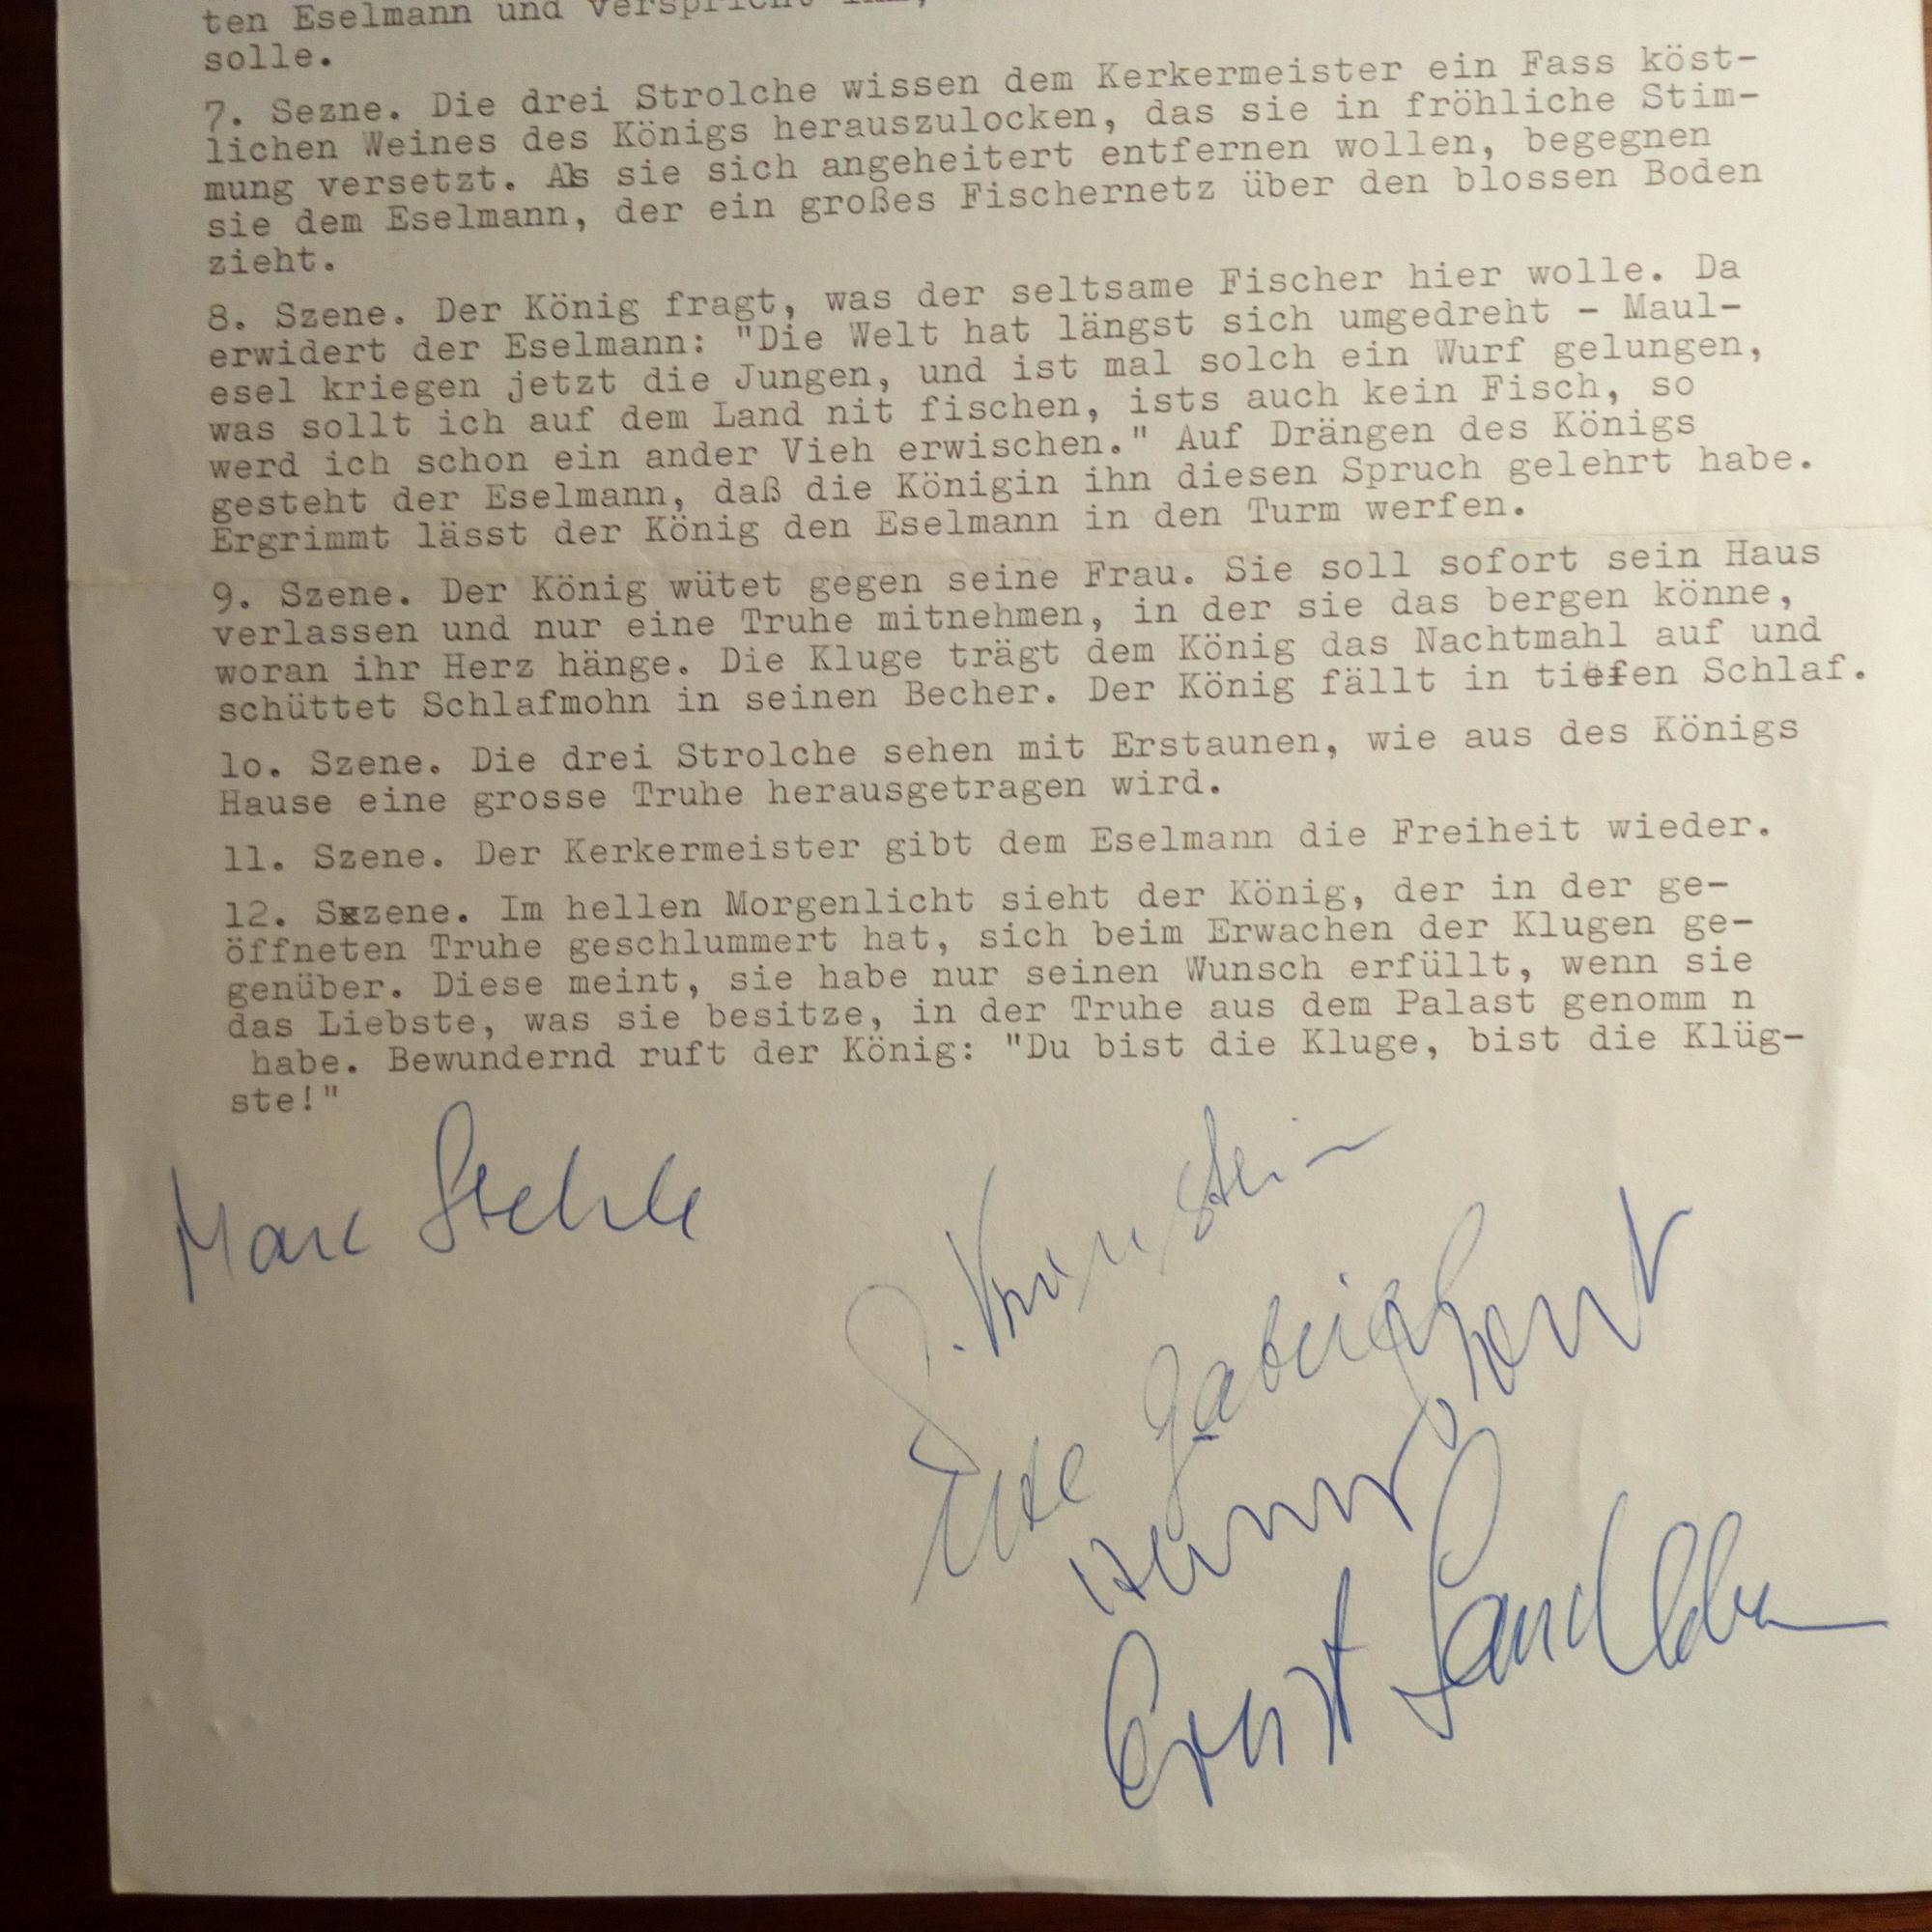 ten Eselmann und verspricht ihm,
solle.
7. Sezne. Die drei Strolche wissen dem Kerkermeister ein Fass köst-
lichen Weines des Königs herauszulocken, das sie in fröhliche Stim-
mung versetzt. Als sie sich angeheitert entfernen wollen, begegnen
sie dem Eselmann, der ein großes Fischernetz über den blossen Boden
zieht.
8. Szene. Der König fragt, was der seltsame Fischer hier wolle. Da
erwidert der Eselmann: "Die Welt hat längst sich umgedreht - Maul-
esel kriegen jetzt die Jungen, und ist mal solch ein Wurf gelungen,
was sollt ich auf dem Land nit fischen, ists auch kein Fisch, so
werd ich schon ein ander Vieh erwischen." Auf Drängen des Königs
gesteht der Eselmann, daß die Königin ihn diesen Spruch gelehrt habe.
Ergrimmt lässt der König den Eselmann in den Turm werfen.
9. Szene. Der König wütet gegen seine Frau. Sie soll sofort sein Haus
verlassen und nur eine Truhe mitnehmen, in der sie das bergen könne,
woran ihr Herz hänge. Die Kluge trägt dem König das Nachtmahl auf und
schüttet Schlafmohn in seinen Becher. Der König fällt in tiefen Schlaf.
lo. Szene. Die drei Strolche sehen mit Erstaunen, wie aus des Königs
Hause eine grosse Truhe herausgetragen wird.
11. Szene. Der Kerkermeister gibt dem Eselmann die Freiheit wieder.
12. Sxzene. Im hellen Morgenlicht sieht der König, der in der ge-
öffneten Truhe geschlummert hat, sich beim Erwachen der Klugen ge-
genüber. Diese meint, sie habe nur seinen Wunsch erfüllt, wenn sie
das Liebste, was sie besitze, in der Truhe aus dem Palast genomm n
habe. Bewundernd ruft der König: "Du bist die Kluge, bist die Klüg-
ste!"
Marc Stehle
Ernst